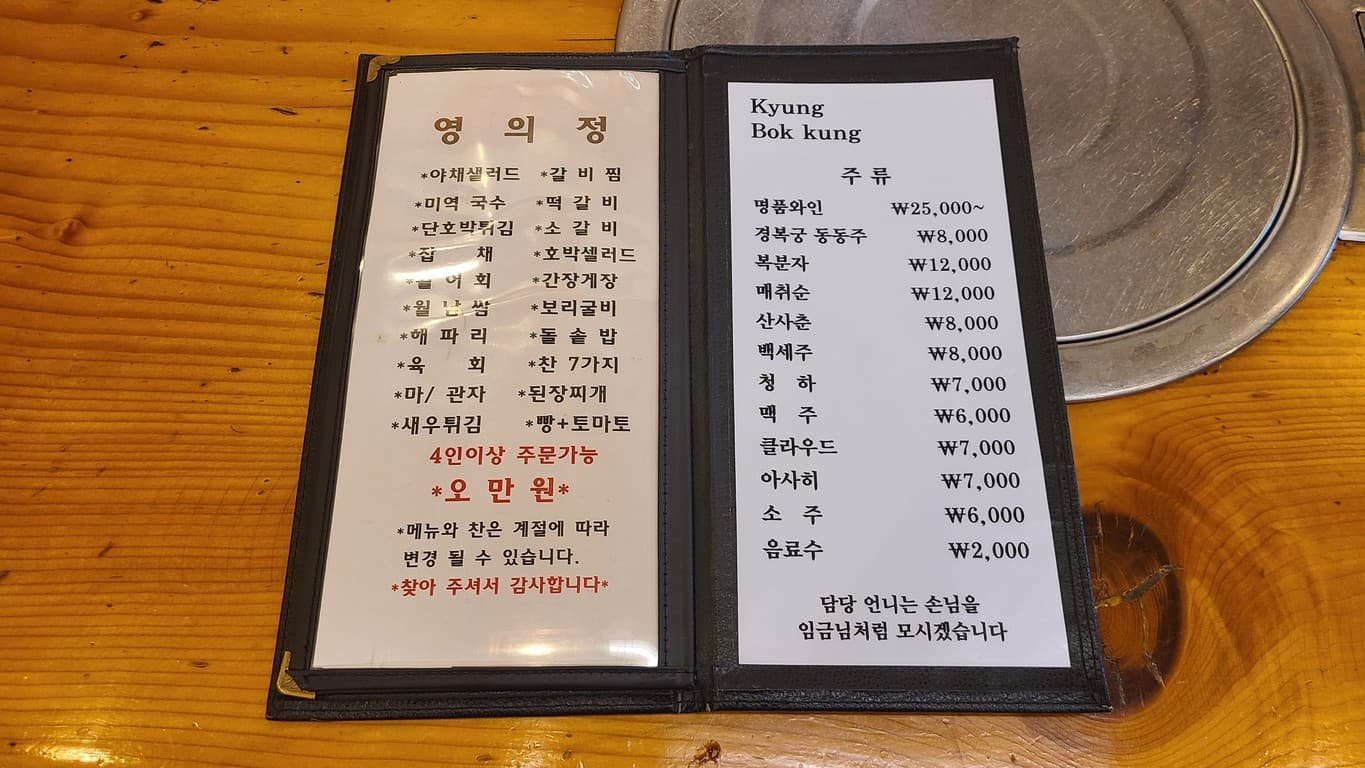 영 의 정
*야채샐러드 *갈 비 찜
*미역 국수 *떡 갈 비
*단호박튀김 *소 갈 비
*잡 채 *호박셀러드
어 회 *간장게장
*월 남 쌈 *보리굴비
*해 파 리 *돌 솥 밥
*육 회 *찬 7가지
*마/ 관자 *된장찌개
*새우튀김 *빵+토마토
4인이상 주문가능
*오 만 원*
*메뉴와 찬은 계절에 따라
변경 될 수 있습니다.
*찾아 주셔서 감사합니다*
Kyung
Bok kung
주 류
명품와인 ₩25,000~
경복궁 동동주 ₩8,000
복분자 ₩12,000
매취순 ₩12,000
산사춘 ₩8,000
백세주 ₩8,000
청 하 ₩7,000
맥 주 ₩6,000
클라우드 ₩7,000
아사히 ₩7,000
소 주 ₩6,000
음료수 ₩2,000
담당 언니는 손님을
임금님처럼 모시겠습니다